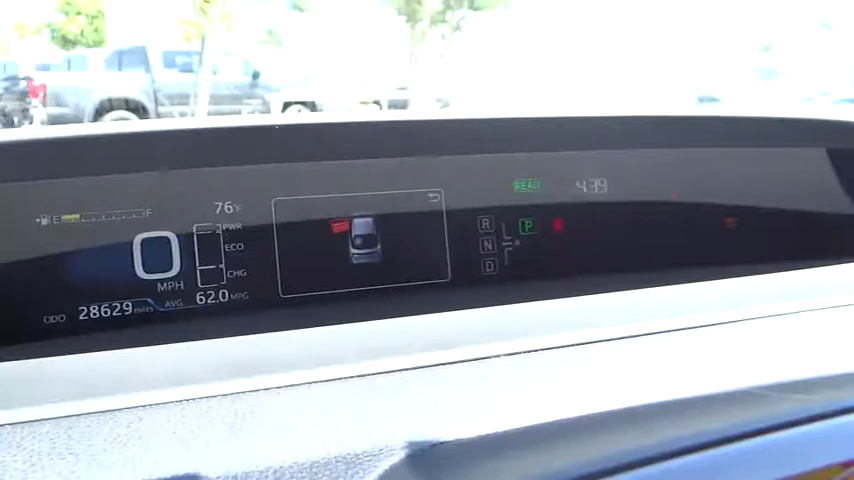 READY 4:39
E F 76°F
PWR
R
0 ECO N P
MPH CHG D
ODO 28629 miles AVG 62.0 MPG